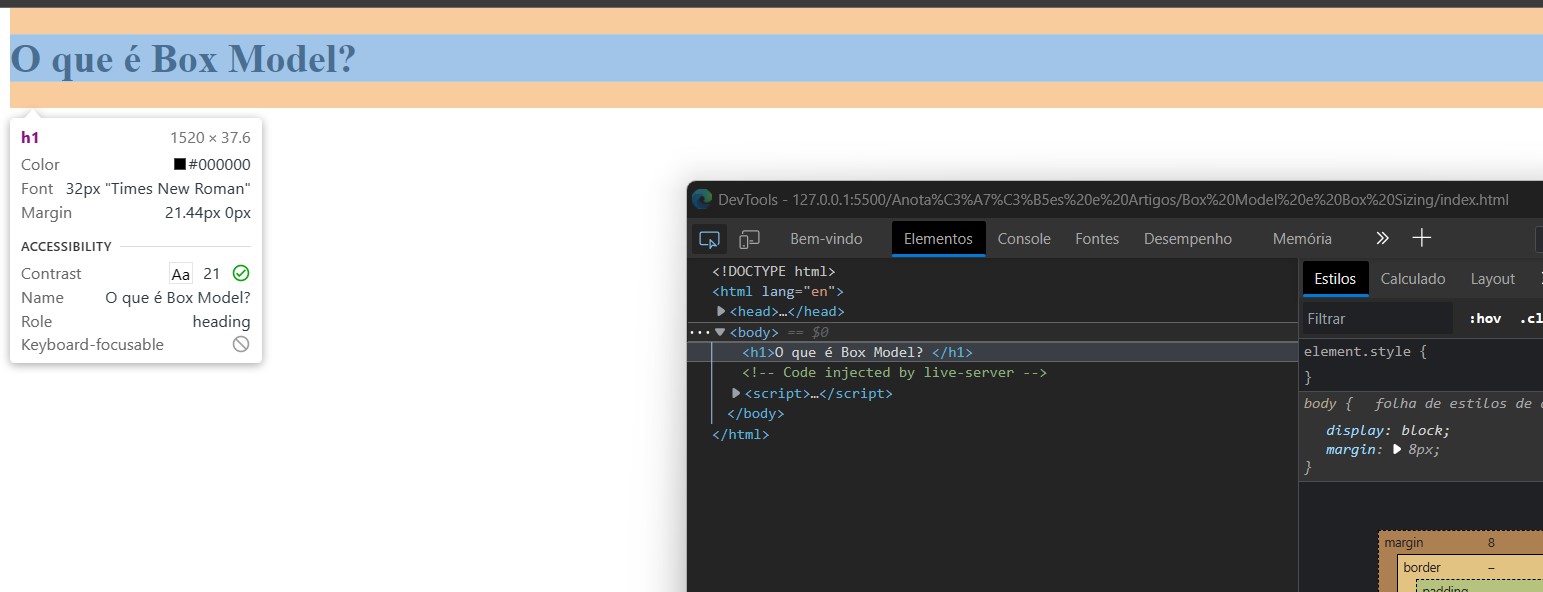 O que é Box Model?
h1 1520 × 37.6
Color #000000
Font 32px "Times New Roman"
Margin 21.44px 0px
ACCESSIBILITY
Contrast Aa 21
Name O que é Box Model?
Role heading
Keyboard-focusable
DevTools - 127.0.0.1:5500/Anota%C3%A7%C3%B5es%20e%20Artigos/Box%20Model%20e%20Box%20Sizing/index.html
Bem-vindo Elementos Console Fontes Desempenho Memória
<!DOCTYPE html>
<html lang="en">
<head>…</head>
<body> == $0
<h1>O que é Box Model? </h1>
<!-- Code injected by live-server -->
<script>…</script>
</body>
</html>
Estilos Calculado Layout
Filtrar :hov .cl
element.style {
}
body { folha de estilos de
display: block;
margin: 8px;
}
margin 8
border –
padding